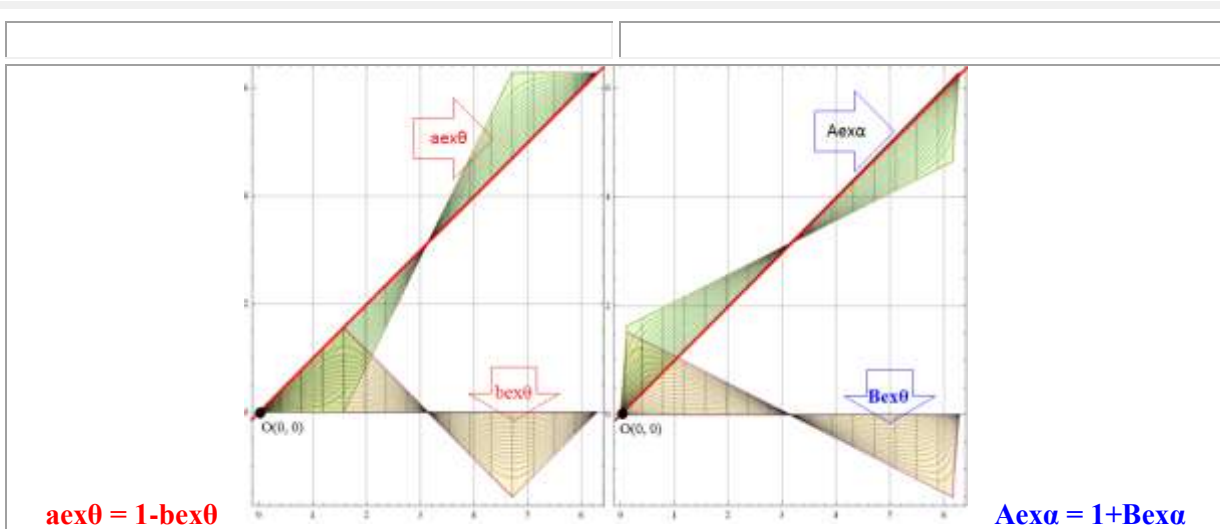 aexθ
Aexα
bexθ
Bexθ
O(0, 0)
O(0, 0)
aexθ = 1-bexθ
Aexα = 1+Bexα